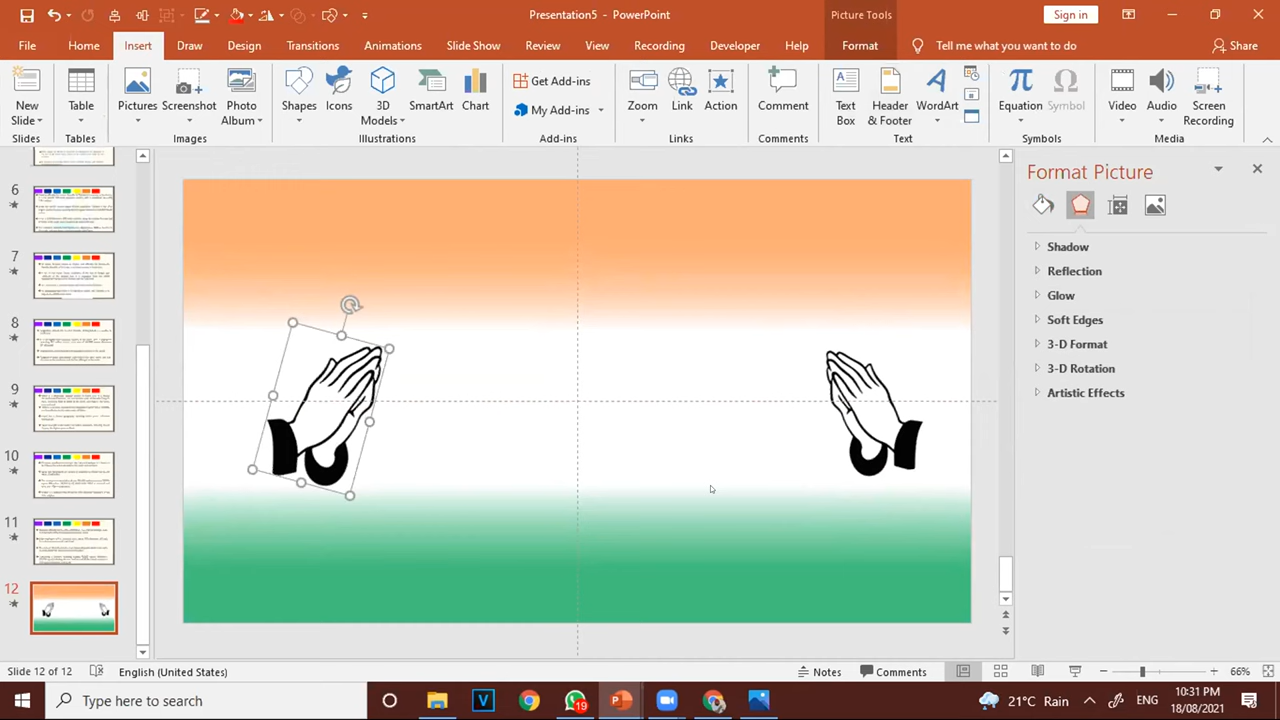 Presentation5 - PowerPoint
Picture Tools
Sign in
File Home Insert Draw Design Transitions Animations Slide Show Review View Recording Developer Help Format Tell me what you want to do Share
New Slide
Table
Pictures
Screenshot
Photo Album
Shapes
Icons
3D Models
SmartArt
Chart
Get Add-ins
My Add-ins
Zoom
Link
Action
Comment
Text Box
Header & Footer
WordArt
Equation
Symbol
Video
Audio
Screen Recording
Slides Tables Images Illustrations Add-ins Links Comments Text Symbols Media
6
7
8
9
10
11
12
Format Picture
Shadow
Reflection
Glow
Soft Edges
3-D Format
3-D Rotation
Artistic Effects
Slide 12 of 12 English (United States) Notes Comments 66%
Type here to search
19
21°C Rain
ENG
10:31 PM
18/08/2021